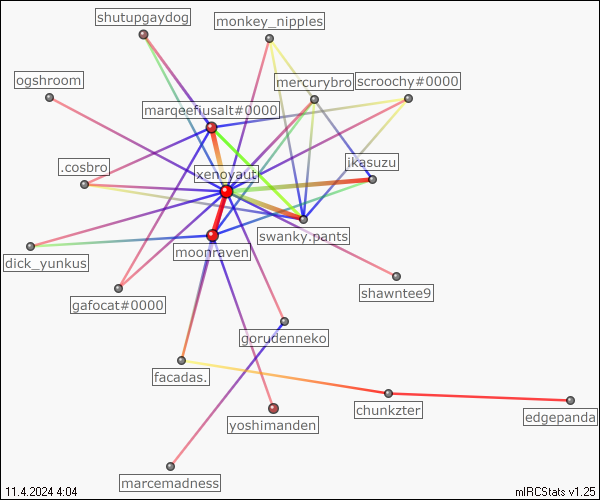 shutupgaydog
monkey_nipples
ogshroom
mercurybro
scroochy#0000
marqeefiusalt#0000
.cosbro
xenoyaut
ikasuzu
swanky.pants
moonraven
dick_yunkus
gafocat#0000
shawntee9
gorudenneko
facadas.
chunkzter
edgepanda
yoshimanden
marcemadness
11.4.2024 4:04
mIRCStats v1.25